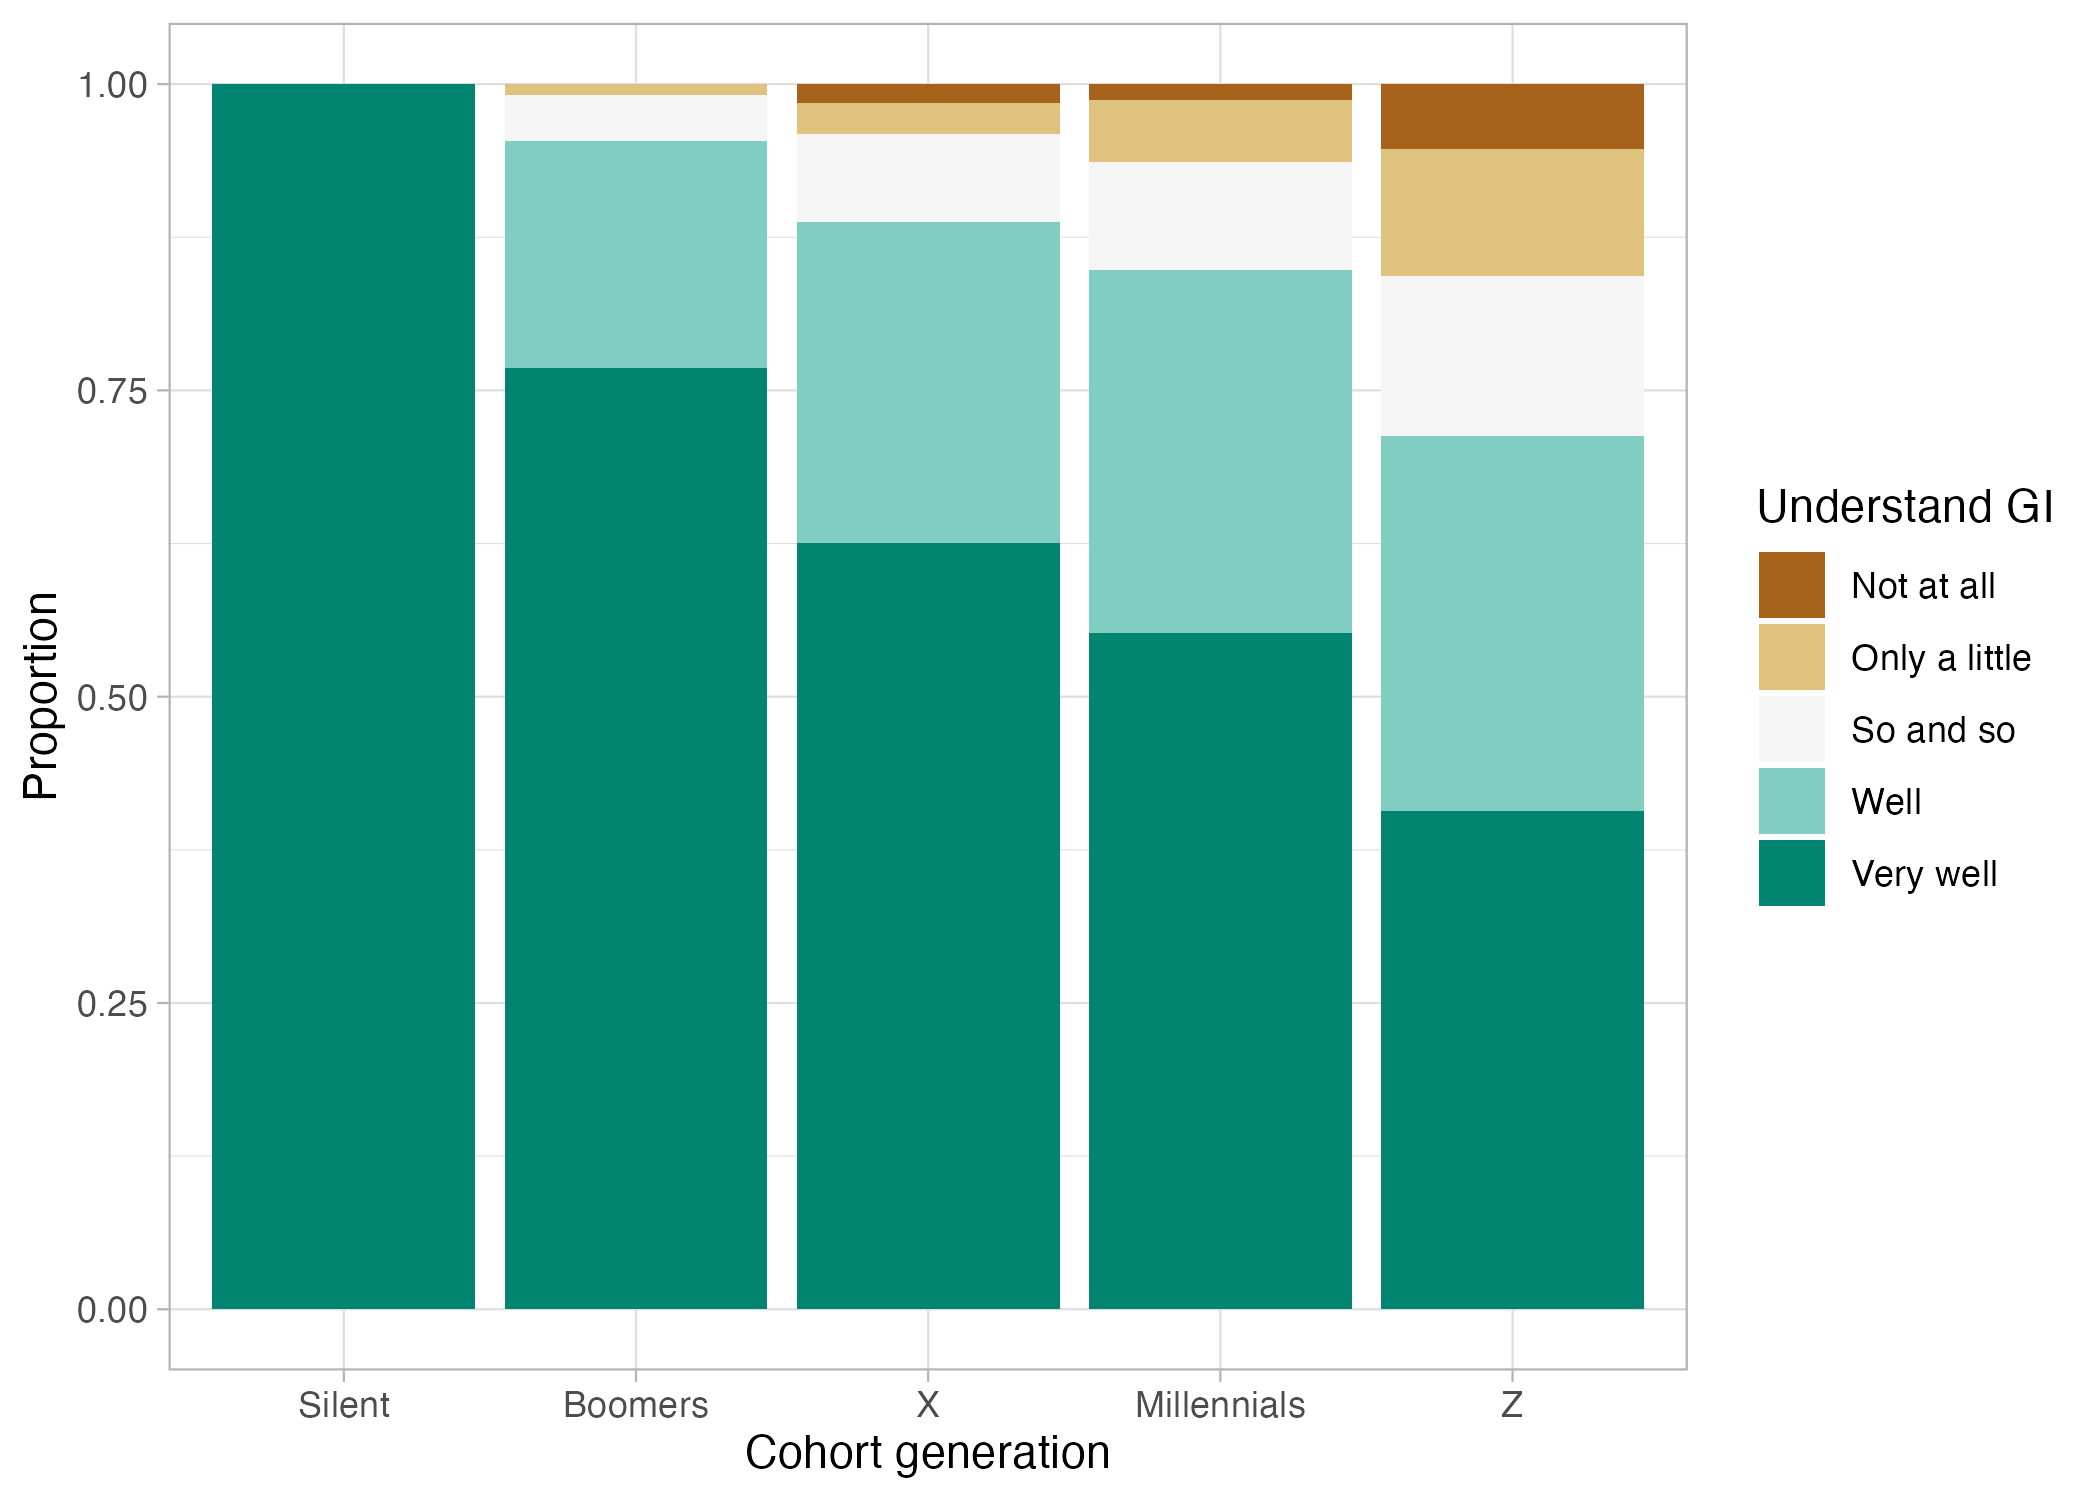 1.00
0.75
0.50
0.25
0.00
Proportion
Silent
Boomers
X
Millennials
Z
Cohort generation
Understand GI
Not at all
Only a little
So and so
Well
Very well